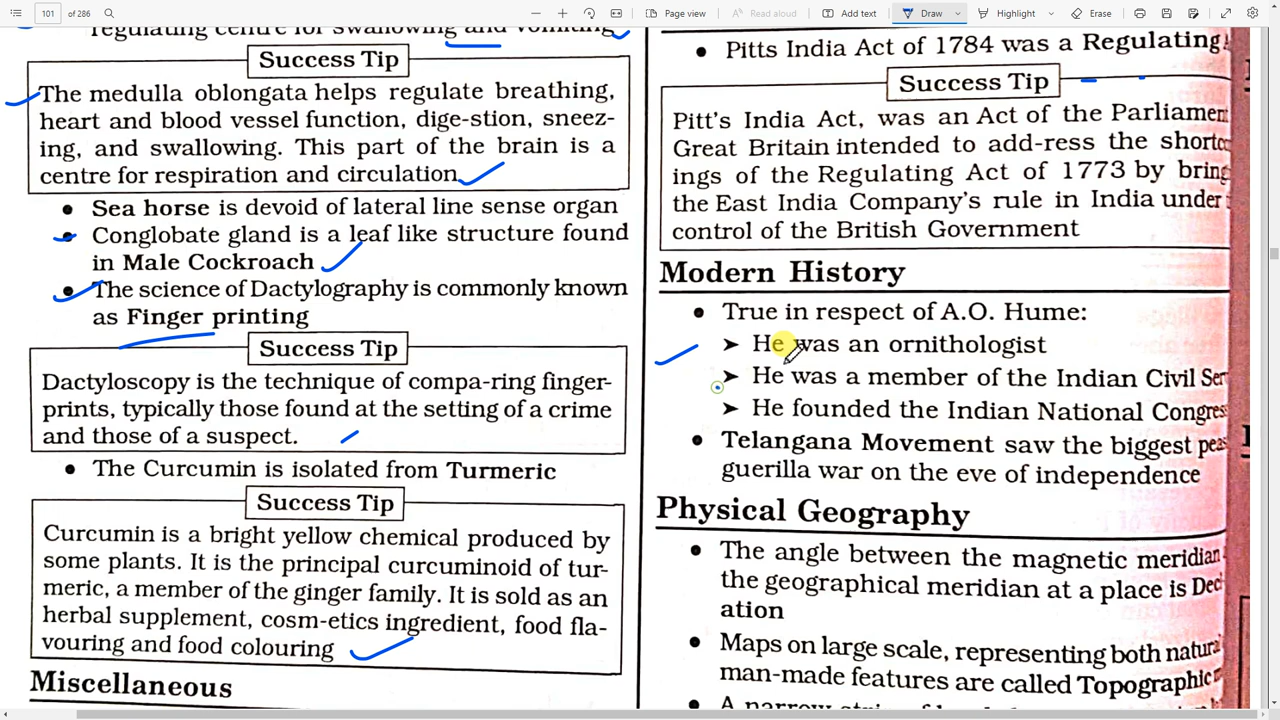 101 of 286
Page view
Read aloud
Add text
Draw
Highlight
Erase
regulating centre for swallowing and vomiting
Success Tip
The medulla oblongata helps regulate breathing,
heart and blood vessel function, dige-stion, sneez-
ing, and swallowing. This part of the brain is a
centre for respiration and circulation.
• Sea horse is devoid of lateral line sense organ
• Conglobate gland is a leaf like structure found
in Male Cockroach
• The science of Dactylography is commonly known
as Finger printing
Success Tip
Dactyloscopy is the technique of compa-ring finger-
prints, typically those found at the setting of a crime
and those of a suspect.
• The Curcumin is isolated from Turmeric
Success Tip
Curcumin is a bright yellow chemical produced by
some plants. It is the principal curcuminoid of tur-
meric, a member of the ginger family. It is sold as an
herbal supplement, cosm-etics ingredient, food fla-
vouring and food colouring
Miscellaneous
• Pitts India Act of 1784 was a Regulating
Success Tip
Pitt's India Act, was an Act of the Parliamen
Great Britain intended to add-ress the shortc
ings of the Regulating Act of 1773 by bring
the East India Company's rule in India under
control of the British Government
Modern History
• True in respect of A.O. Hume:
➤ He was an ornithologist
➤ He was a member of the Indian Civil Ser
➤ He founded the Indian National Congres
• Telangana Movement saw the biggest pea
guerilla war on the eve of independence
Physical Geography
• The angle between the magnetic meridian
the geographical meridian at a place is Decl
ation
• Maps on large scale, representing both natural
man-made features are called Topographic